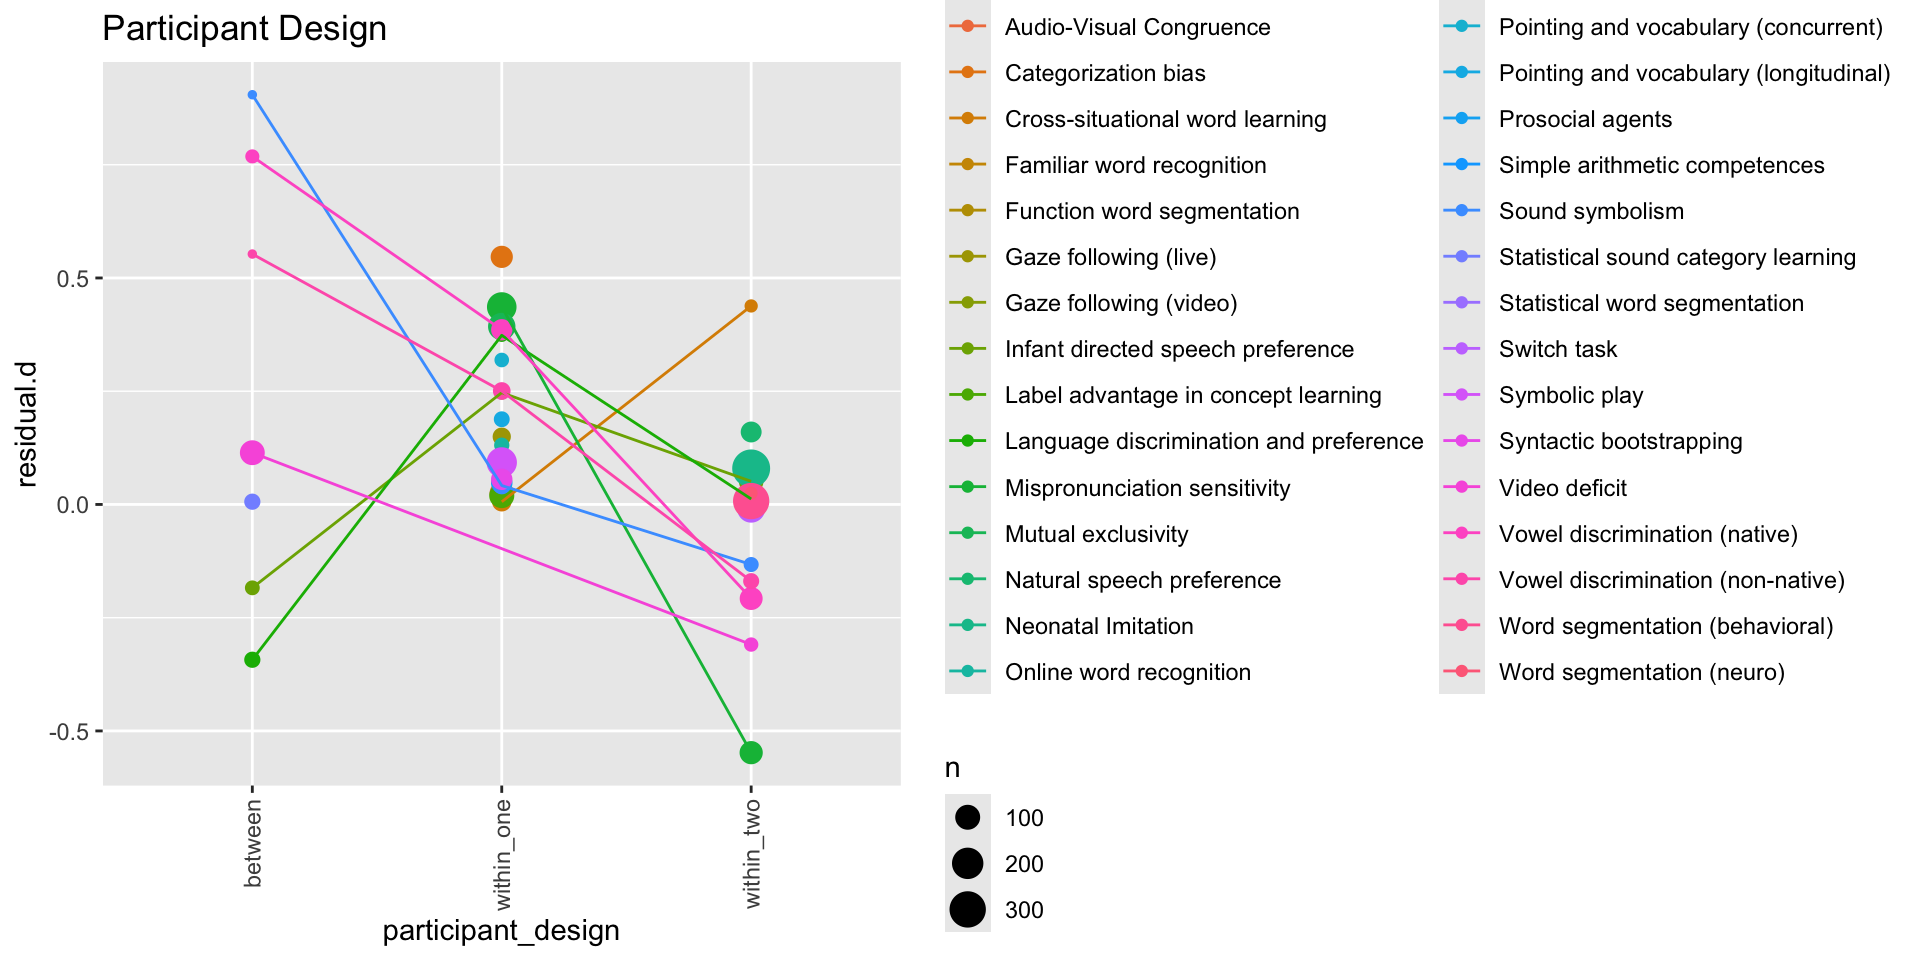 Participant Design
residual.d
0.5
0.0
-0.5
between
within_one
within_two
participant_design
Audio-Visual Congruence
Categorization bias
Cross-situational word learning
Familiar word recognition
Function word segmentation
Gaze following (live)
Gaze following (video)
Infant directed speech preference
Label advantage in concept learning
Language discrimination and preference
Mispronunciation sensitivity
Mutual exclusivity
Natural speech preference
Neonatal Imitation
Online word recognition
Pointing and vocabulary (concurrent)
Pointing and vocabulary (longitudinal)
Prosocial agents
Simple arithmetic competences
Sound symbolism
Statistical sound category learning
Statistical word segmentation
Switch task
Symbolic play
Syntactic bootstrapping
Video deficit
Vowel discrimination (native)
Vowel discrimination (non-native)
Word segmentation (behavioral)
Word segmentation (neuro)
n
100
200
300